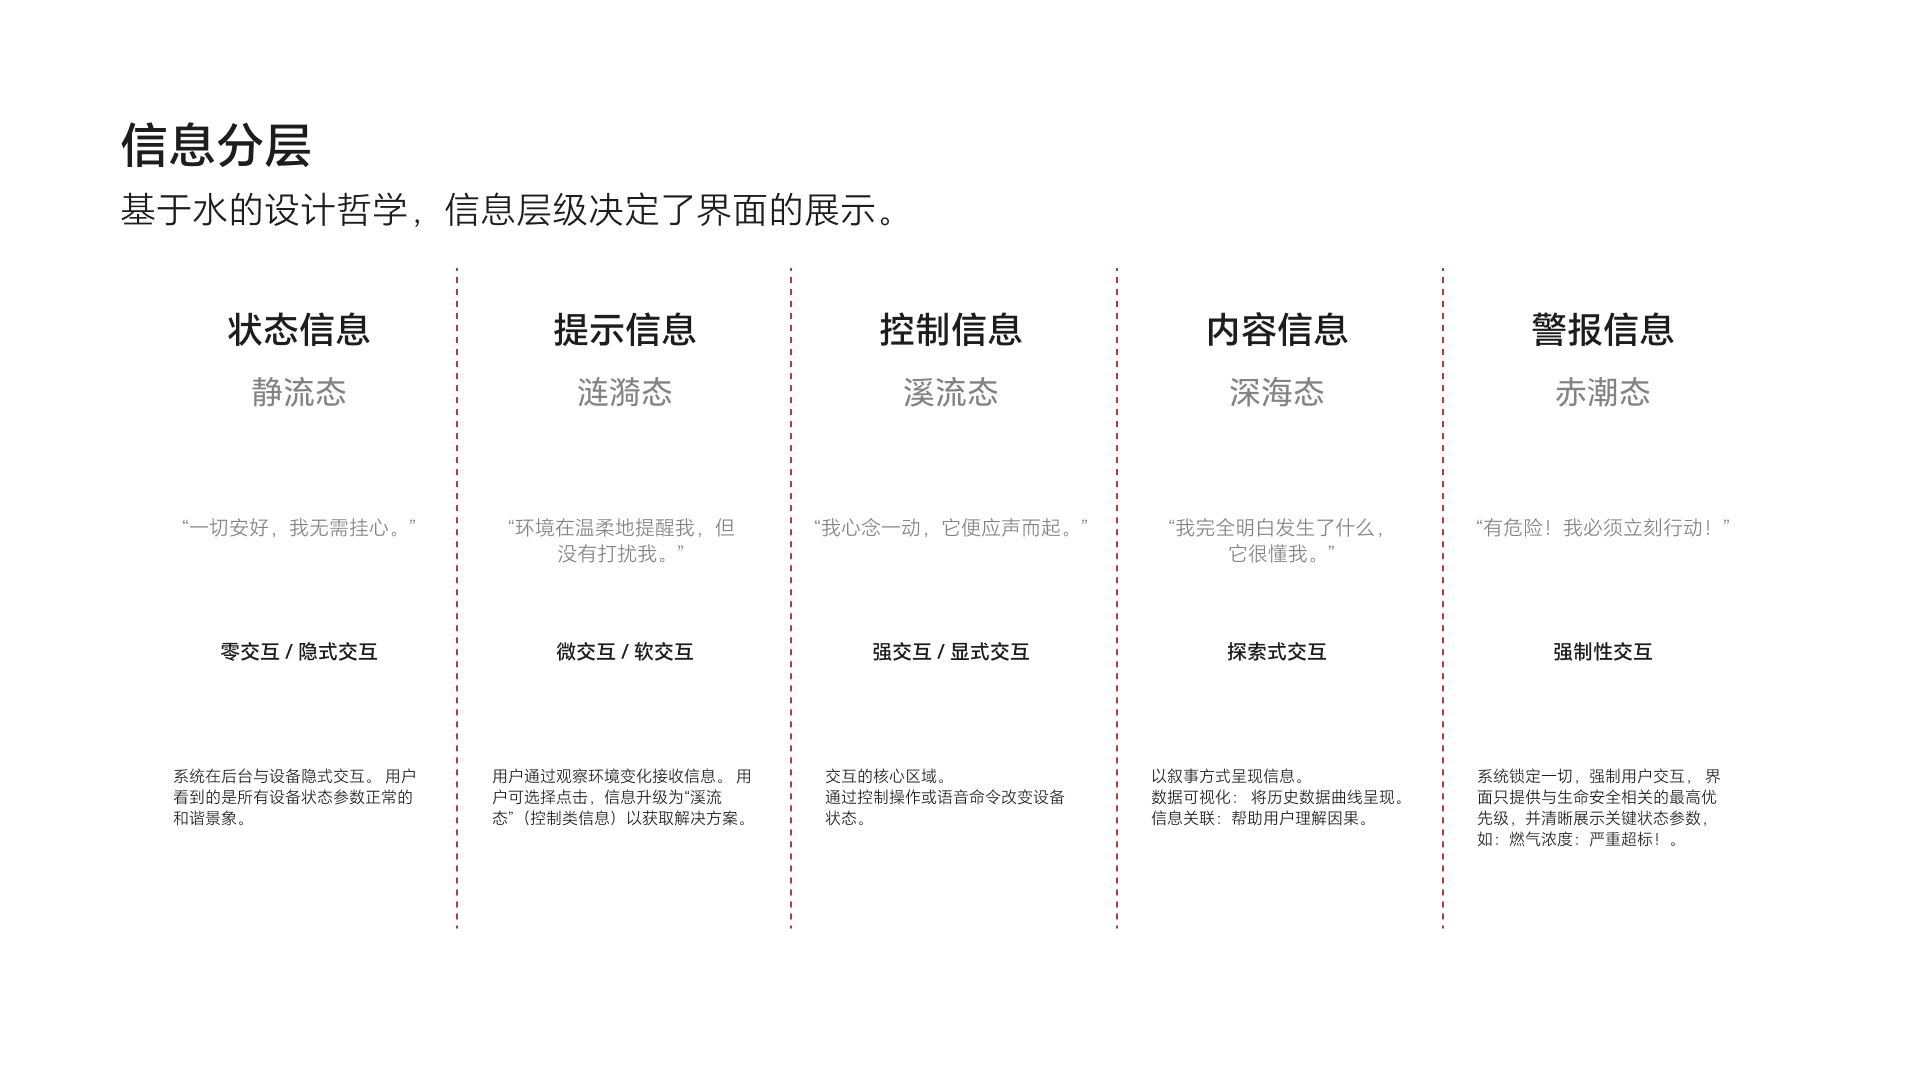 信息分层
基于水的设计哲学，信息层级决定了界面的展示。
状态信息
静流态
“一切安好，我无需挂心。”
零交互 / 隐式交互
系统在后台与设备隐式交互。 用户
看到的是所有设备状态参数正常的
和谐景象。
提示信息
涟漪态
“环境在温柔地提醒我，但
没有打扰我。”
微交互 / 软交互
用户通过观察环境变化接收信息。 用
户可选择点击，信息升级为“溪流
态”（控制类信息）以获取解决方案。
控制信息
溪流态
“我心念一动，它便应声而起。”
强交互 / 显式交互
交互的核心区域。
通过控制操作或语音命令改变设备
状态。
内容信息
深海态
“我完全明白发生了什么，
它很懂我。”
探索式交互
以叙事方式呈现信息。
数据可视化： 将历史数据曲线呈现。
信息关联：帮助用户理解因果。
警报信息
赤潮态
“有危险！我必须立刻行动！”
强制性交互
系统锁定一切，强制用户交互， 界
面只提供与生命安全相关的最高优
先级，并清晰展示关键状态参数，
如：燃气浓度：严重超标！。